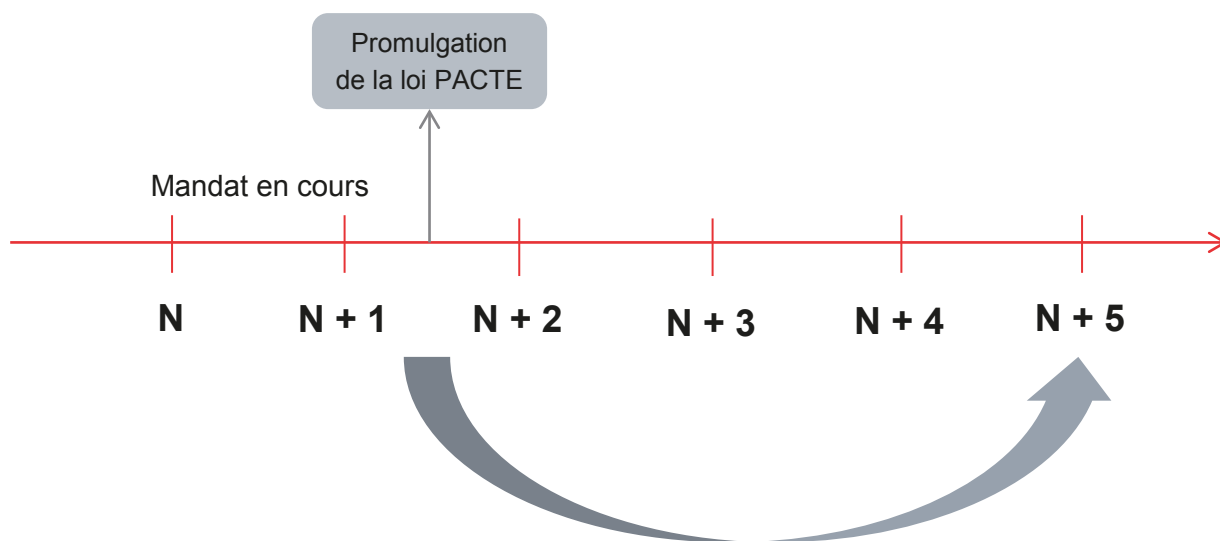 Promulgation
de la loi PACTE
Mandat en cours
N
N + 1
N + 2
N + 3
N + 4
N + 5